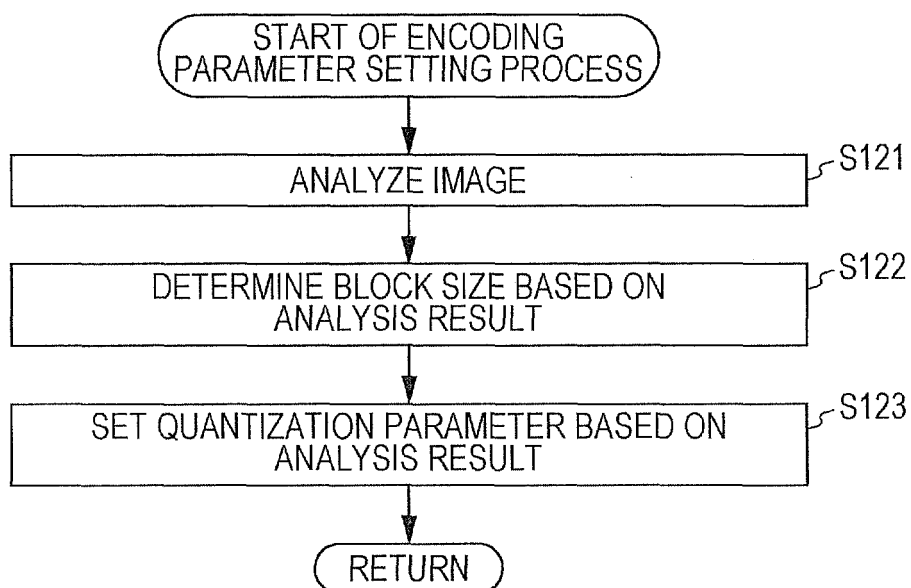 START OF ENCODING
PARAMETER SETTING PROCESS
ANALYZE IMAGE
S121
DETERMINE BLOCK SIZE BASED ON
ANALYSIS RESULT
S122
SET QUANTIZATION PARAMETER BASED ON
ANALYSIS RESULT
S123
RETURN